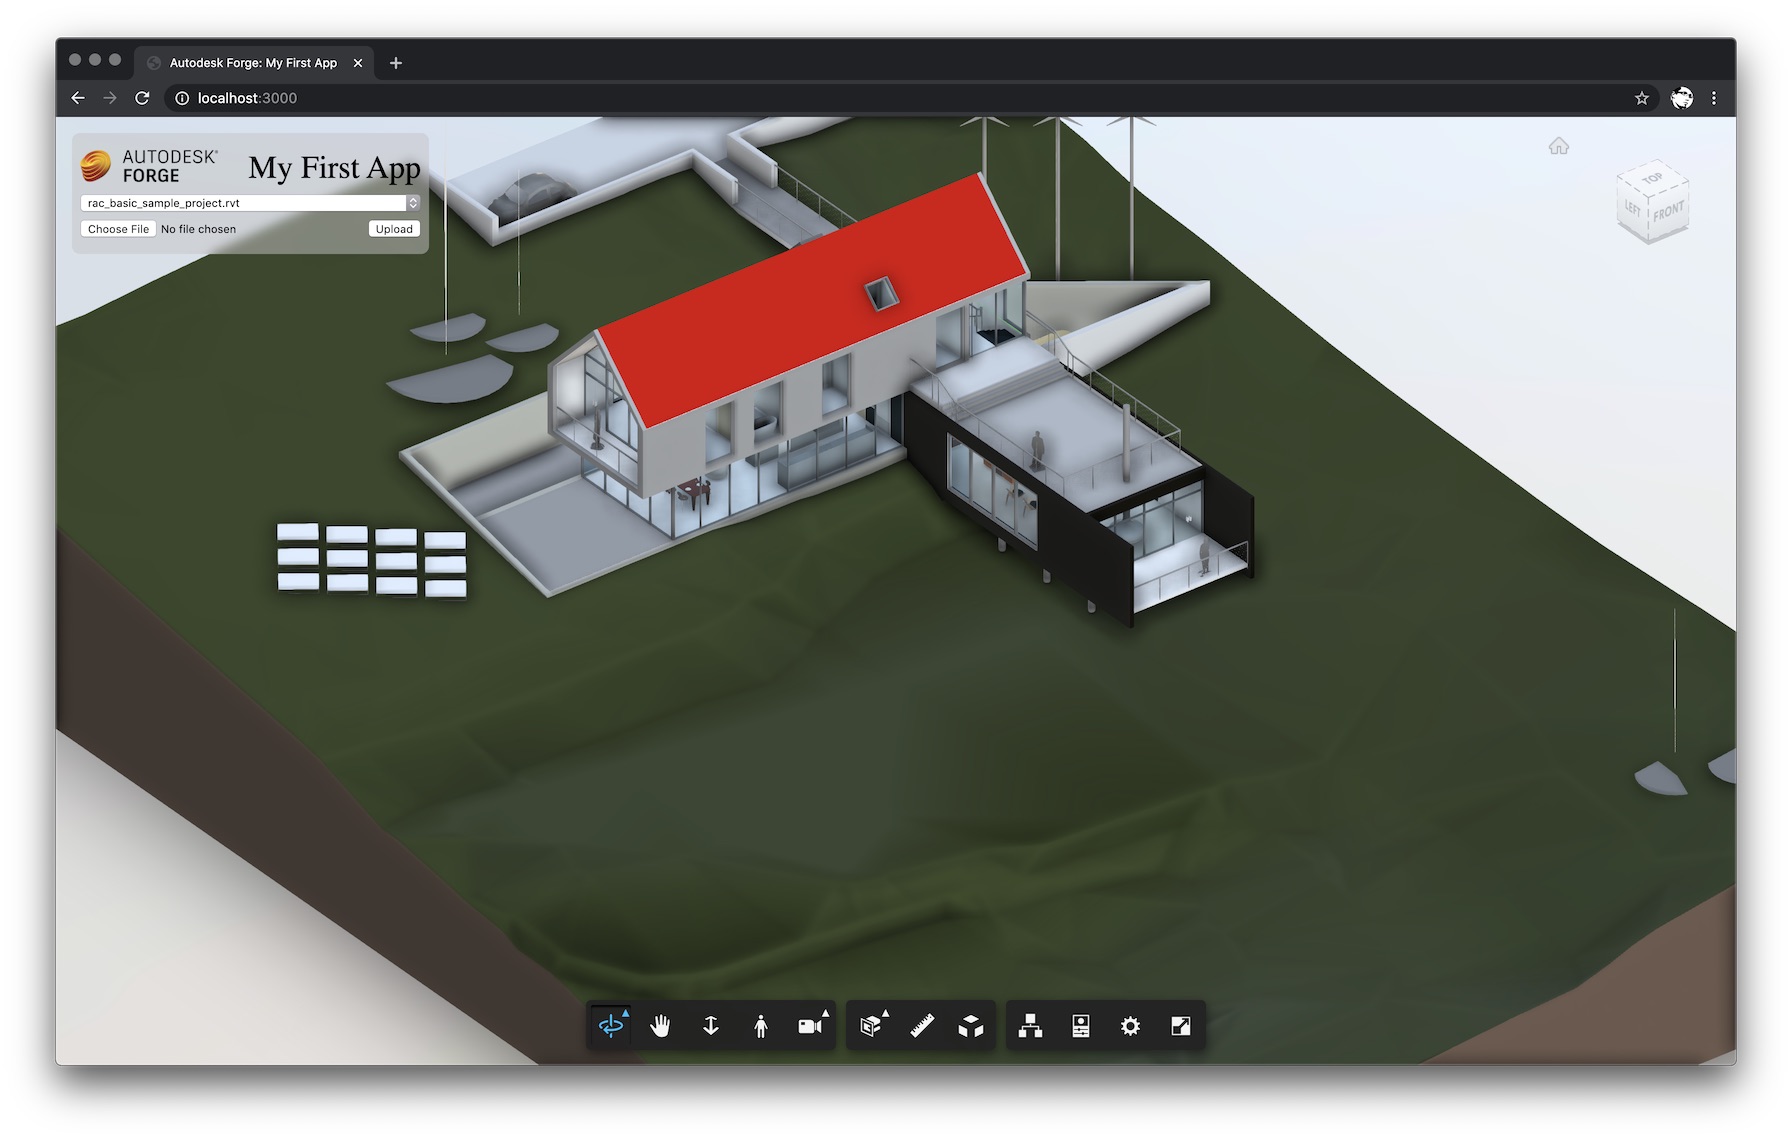 Autodesk Forge: My First App
localhost:3000
AUTODESK®
FORGE
My First App
rac_basic_sample_project.rvt
Choose File No file chosen
Upload
TOP
LEFT
FRONT